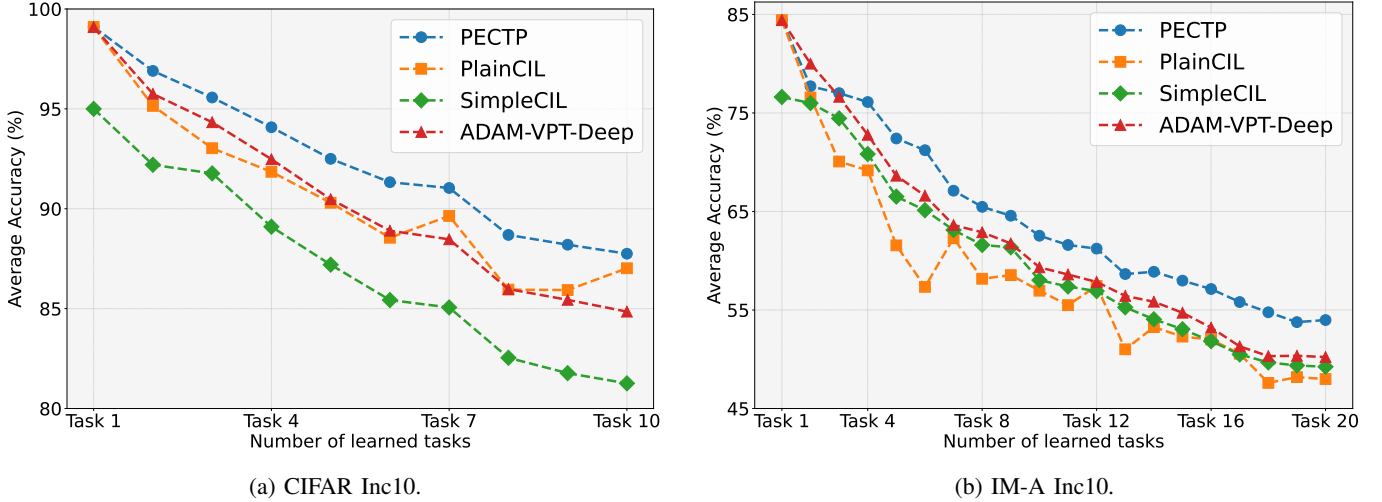 100
95
90
85
80
Average Accuracy (%)
PECTP
PlainCIL
SimpleCIL
ADAM-VPT-Deep
Task 1
Task 4
Task 7
Task 10
Number of learned tasks
(a) CIFAR Inc10.
85
75
65
55
45
Average Accuracy (%)
PECTP
PlainCIL
SimpleCIL
ADAM-VPT-Deep
Task 1
Task 4
Task 8
Task 12
Task 16
Task 20
Number of learned tasks
(b) IM-A Inc10.